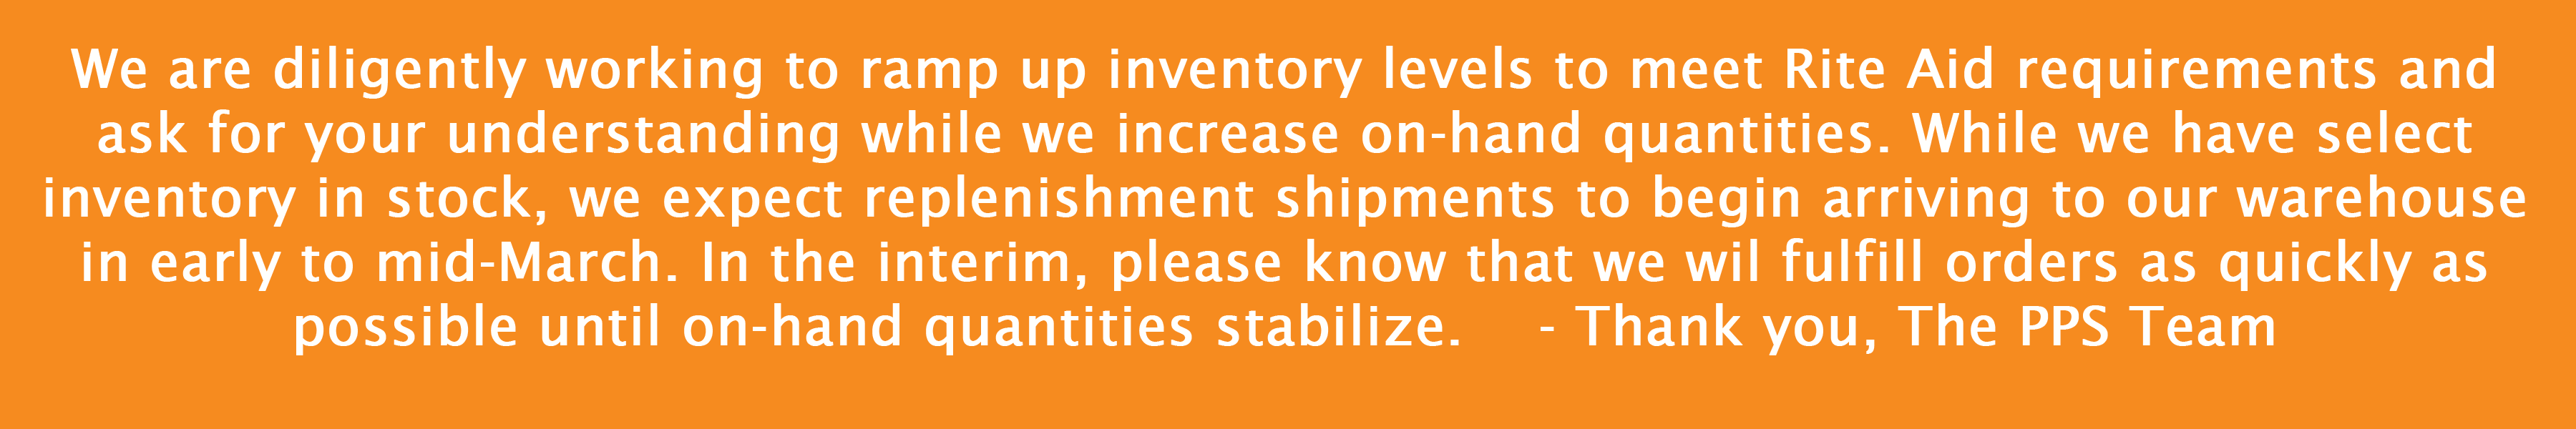 We are diligently working to ramp up inventory levels to meet Rite Aid requirements and
ask for your understanding while we increase on-hand quantities. While we have select
inventory in stock, we expect replenishment shipments to begin arriving to our warehouse
in early to mid-March. In the interim, please know that we wil fulfill orders as quickly as
possible until on-hand quantities stabilize. - Thank you, The PPS Team